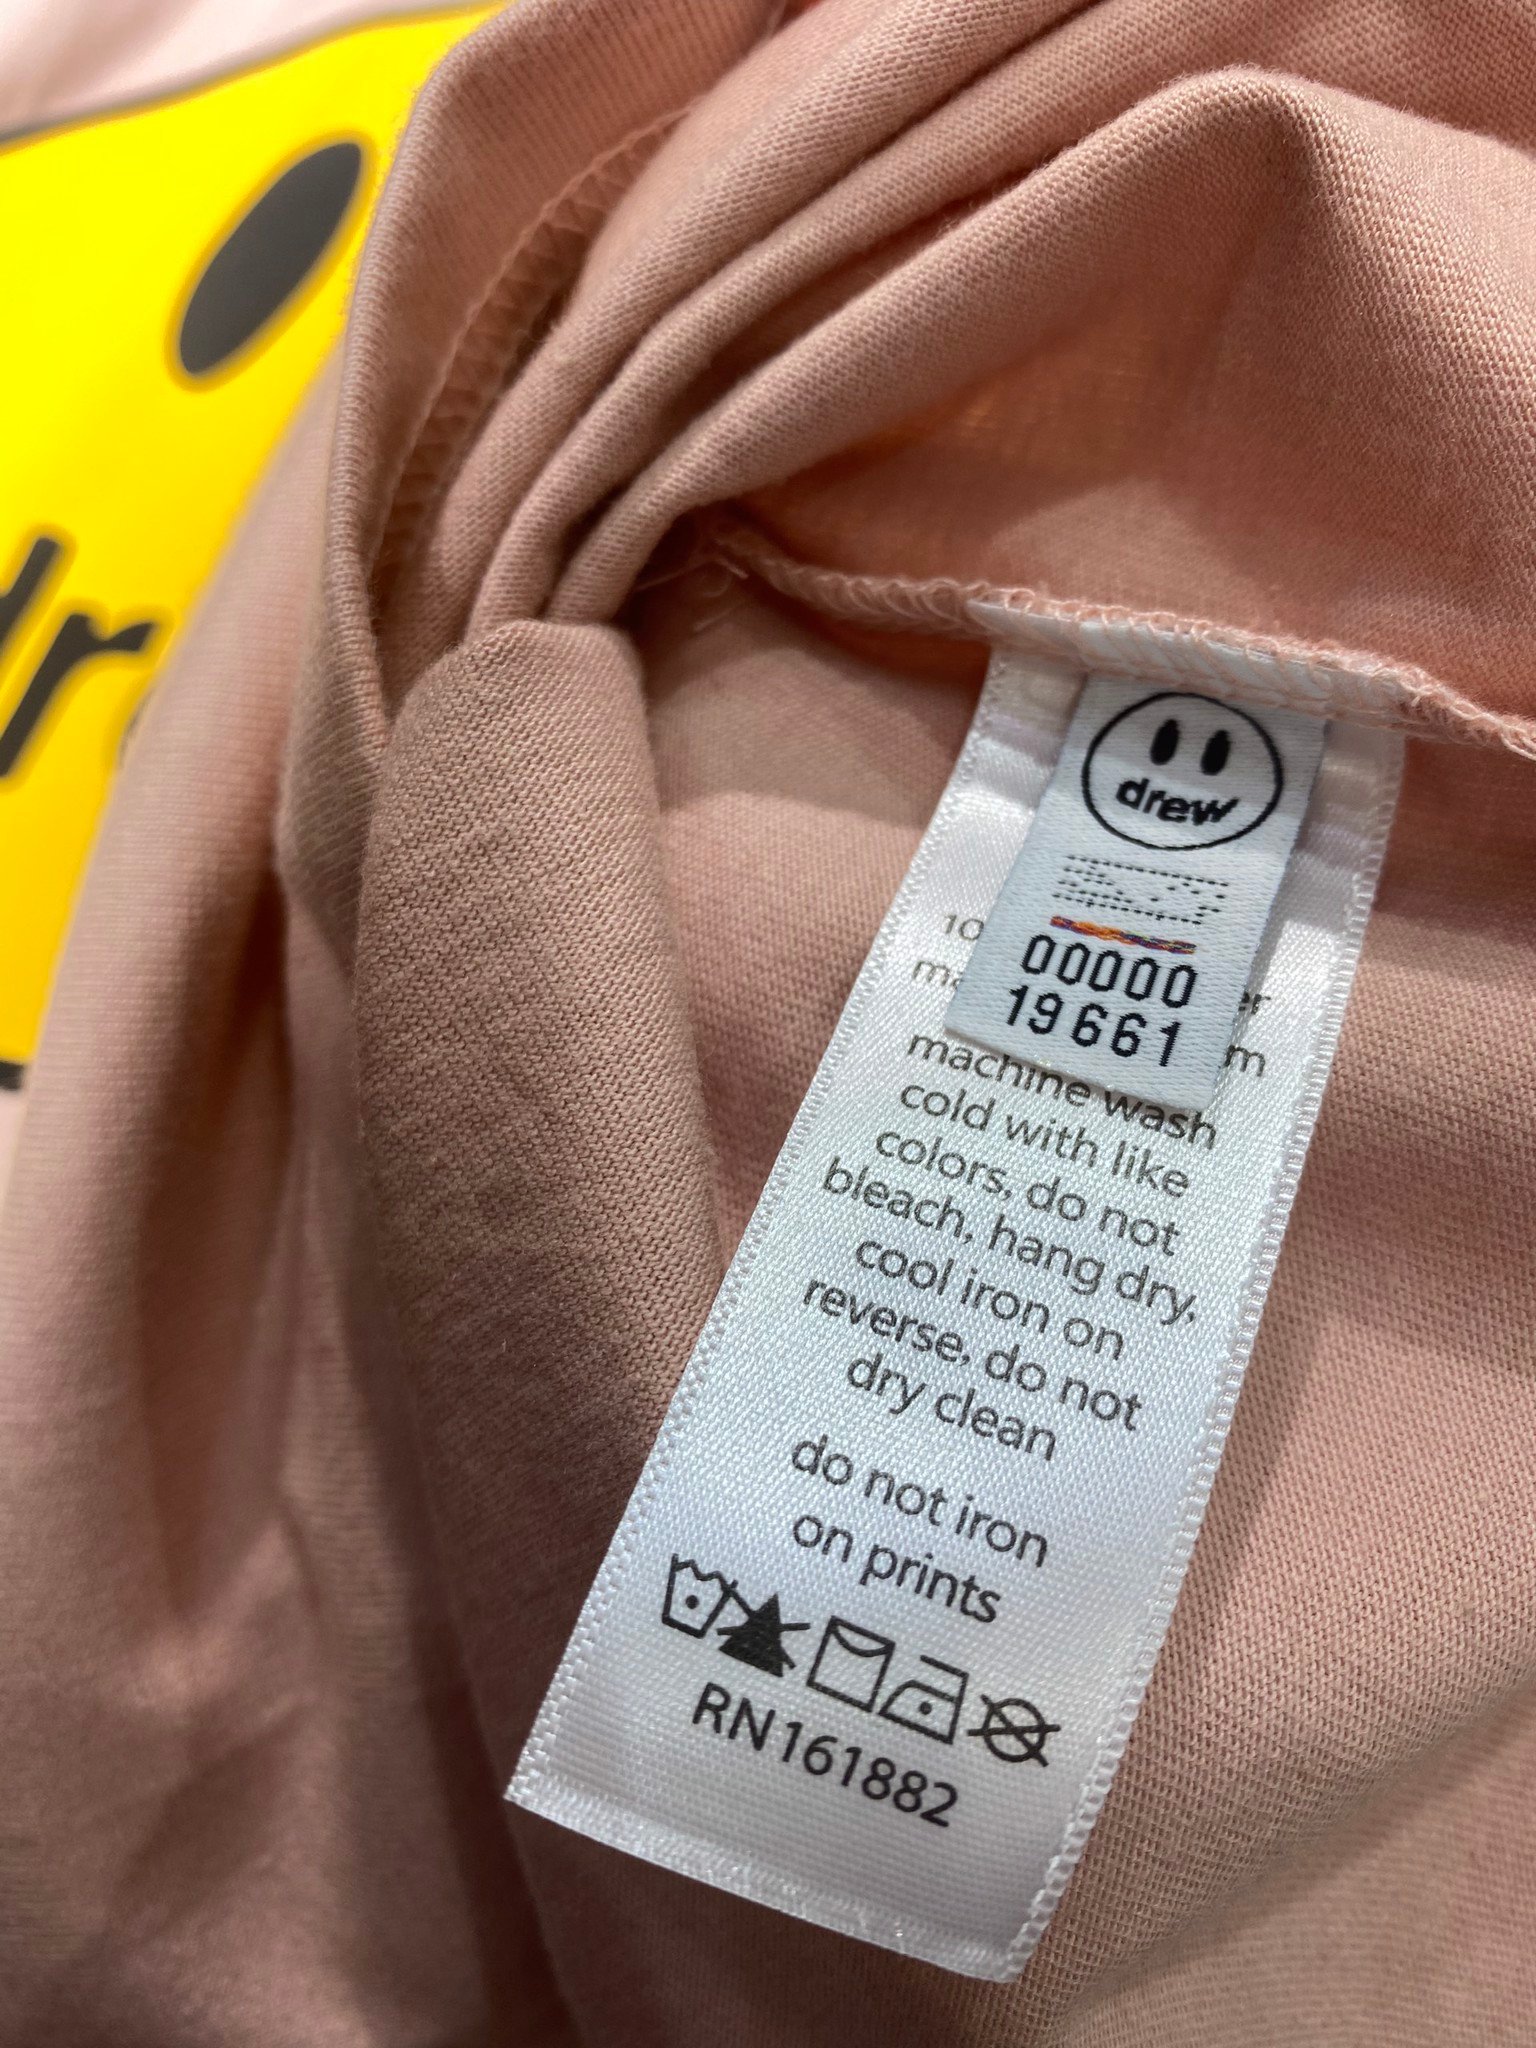 dr
drew
00000
19661
machine wash
cold with like
colors, do not
bleach, hang dry,
cool iron on
reverse, do not
dry clean
do not iron
on prints
RN161882